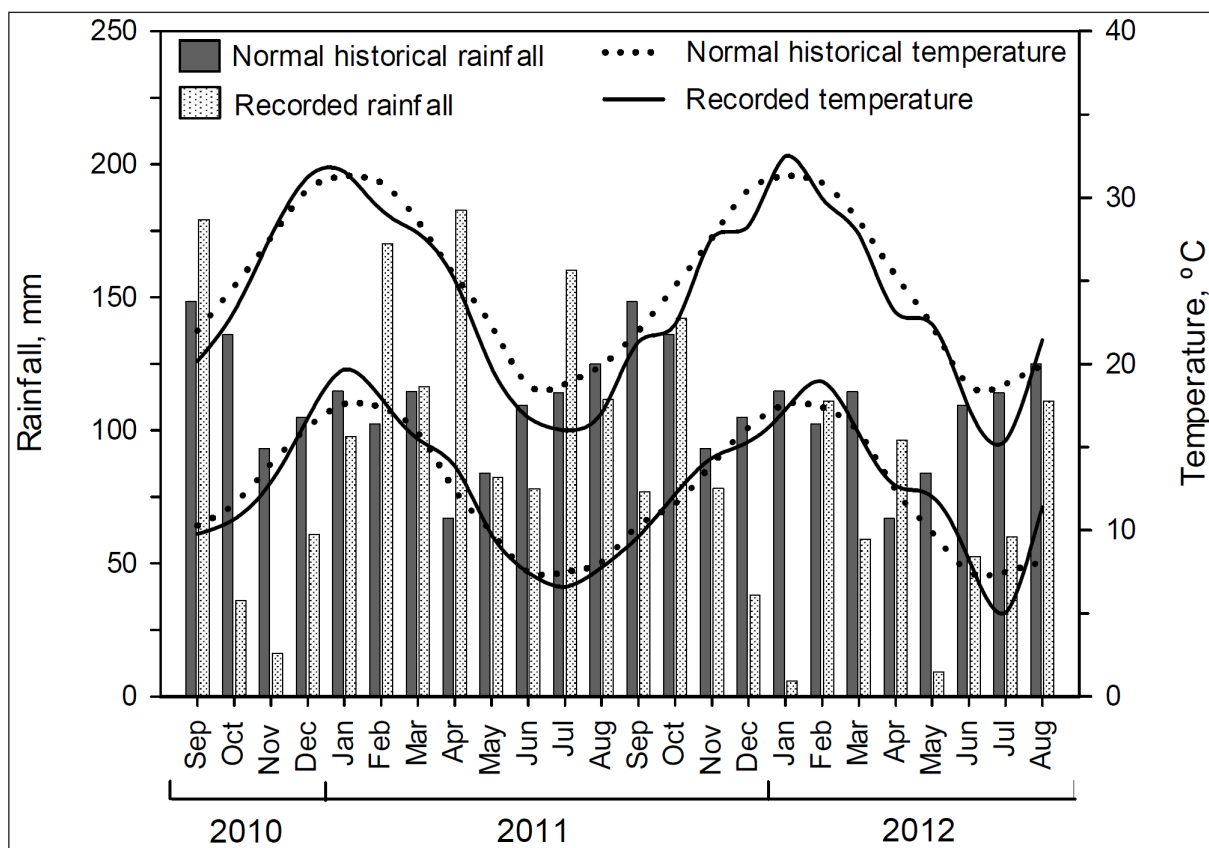 250
200
150
100
50
0
Rainfall, mm
Normal historical rainfall
Recorded rainfall
Normal historical temperature
Recorded temperature
40
30
20
10
0
Temperature, ºC
Sep Oct Nov Dec Jan Feb Mar Apr May Jun Jul Aug Sep Oct Nov Dec Jan Feb Mar Apr May Jun Jul Aug
2010 2011 2012